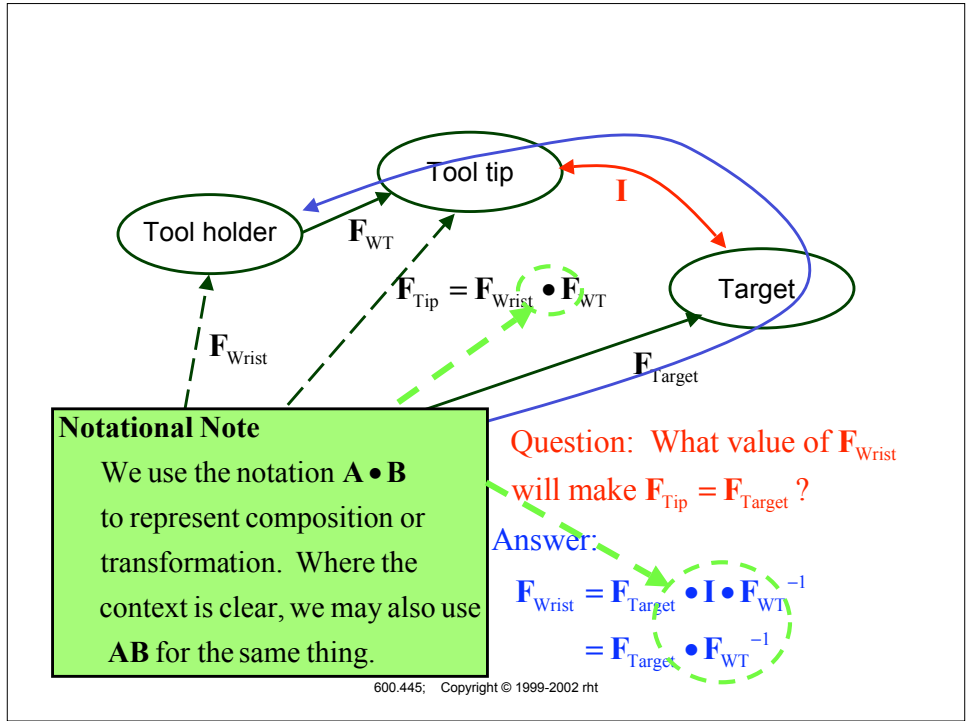 Tool tip
I
Tool holder
F_WT
Target
F_Tip = F_Wrist • F_WT
F_Wrist
F_Target
Notational Note
We use the notation A • B
to represent composition or
transformation. Where the
context is clear, we may also use
AB for the same thing.
Question: What value of F_Wrist
will make F_Tip = F_Target ?
Answer:
F_Wrist = F_Target • I • F_WT^-1
= F_Target • F_WT^-1
600.445; Copyright © 1999-2002 rht